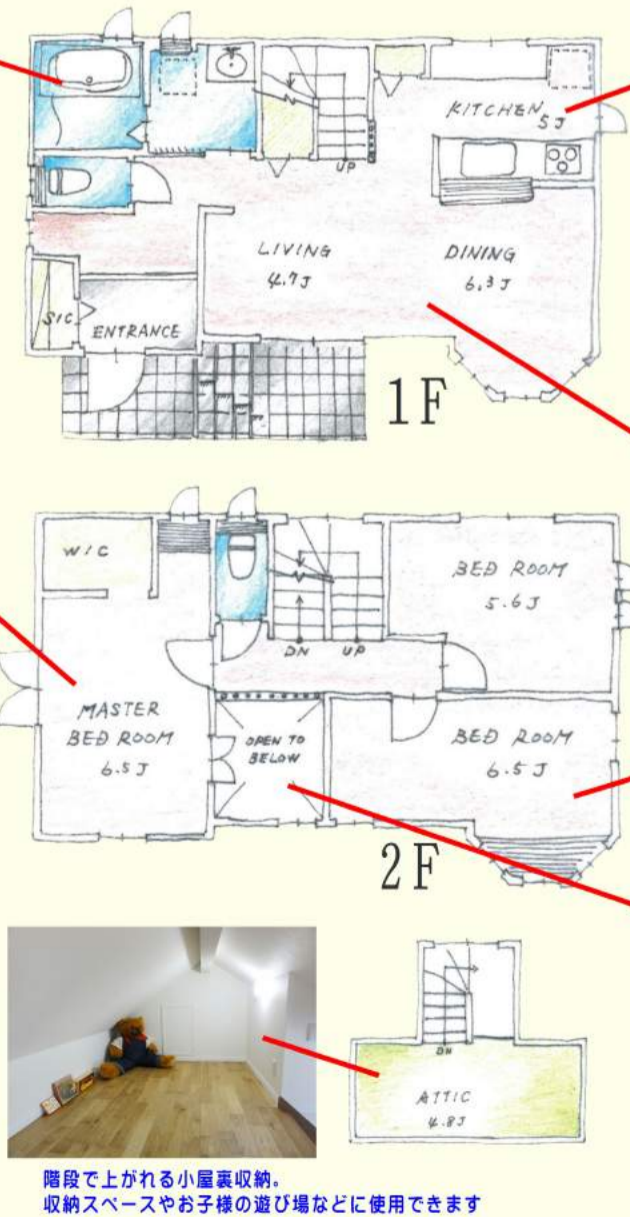 KITCHEN
5J
UP
LIVING
4.7J
DINING
6.3J
SIC
ENTRANCE
1F
WIC
BED ROOM
5.6J
DN
UP
MASTER
BED ROOM
6.5J
OPEN TO
BELOW
BED ROOM
6.5J
2F
DN
ATTIC
4.8J
階段で上がれる小屋裏収納。
収納スペースやお子様の遊び場などに使用できます